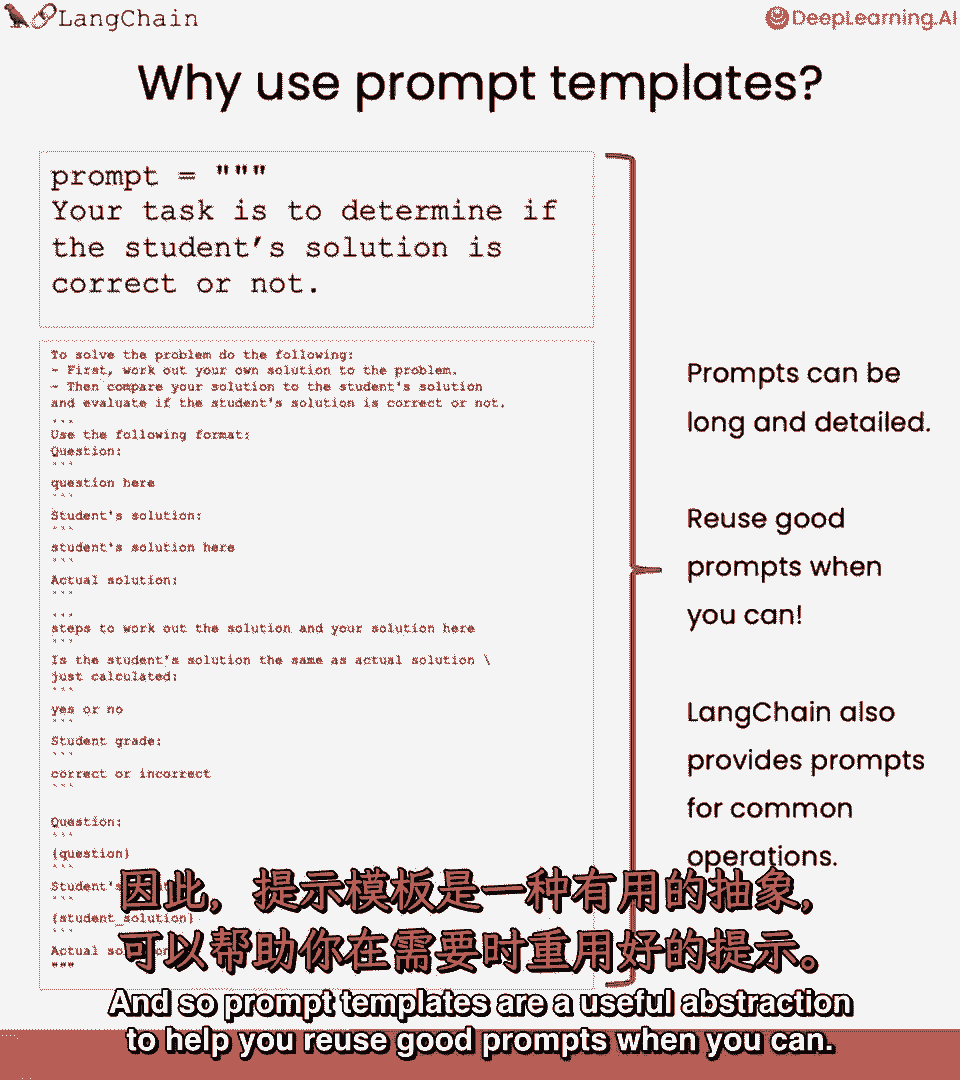 LangChain
DeepLearning.AI
Why use prompt templates?
prompt = """
Your task is to determine if
the student’s solution is
correct or not.
To solve the problem do the following:
- First, work out your own solution to the problem.
- Then compare your solution to the student's solution
and evaluate if the student's solution is correct or not.
...
Use the following format:
Question:
```
question here
```
Student's solution:
```
student's solution here
```
Actual solution:
```
...
steps to work out the solution and your solution here
```
Is the student's solution the same as actual solution \
just calculated:
```
yes or no
```
Student grade:
```
correct or incorrect
```
Question:
```
{question}
```
Student's
```
{student_solution}
```
Actual
"""
Prompts can be
long and detailed.
Reuse good
prompts when
you can!
LangChain also
provides prompts
for common
operations.
因此，提示模板是一种有用的抽象，
可以帮助你在需要时重用好的提示。
And so prompt templates are a useful abstraction
to help you reuse good prompts when you can.